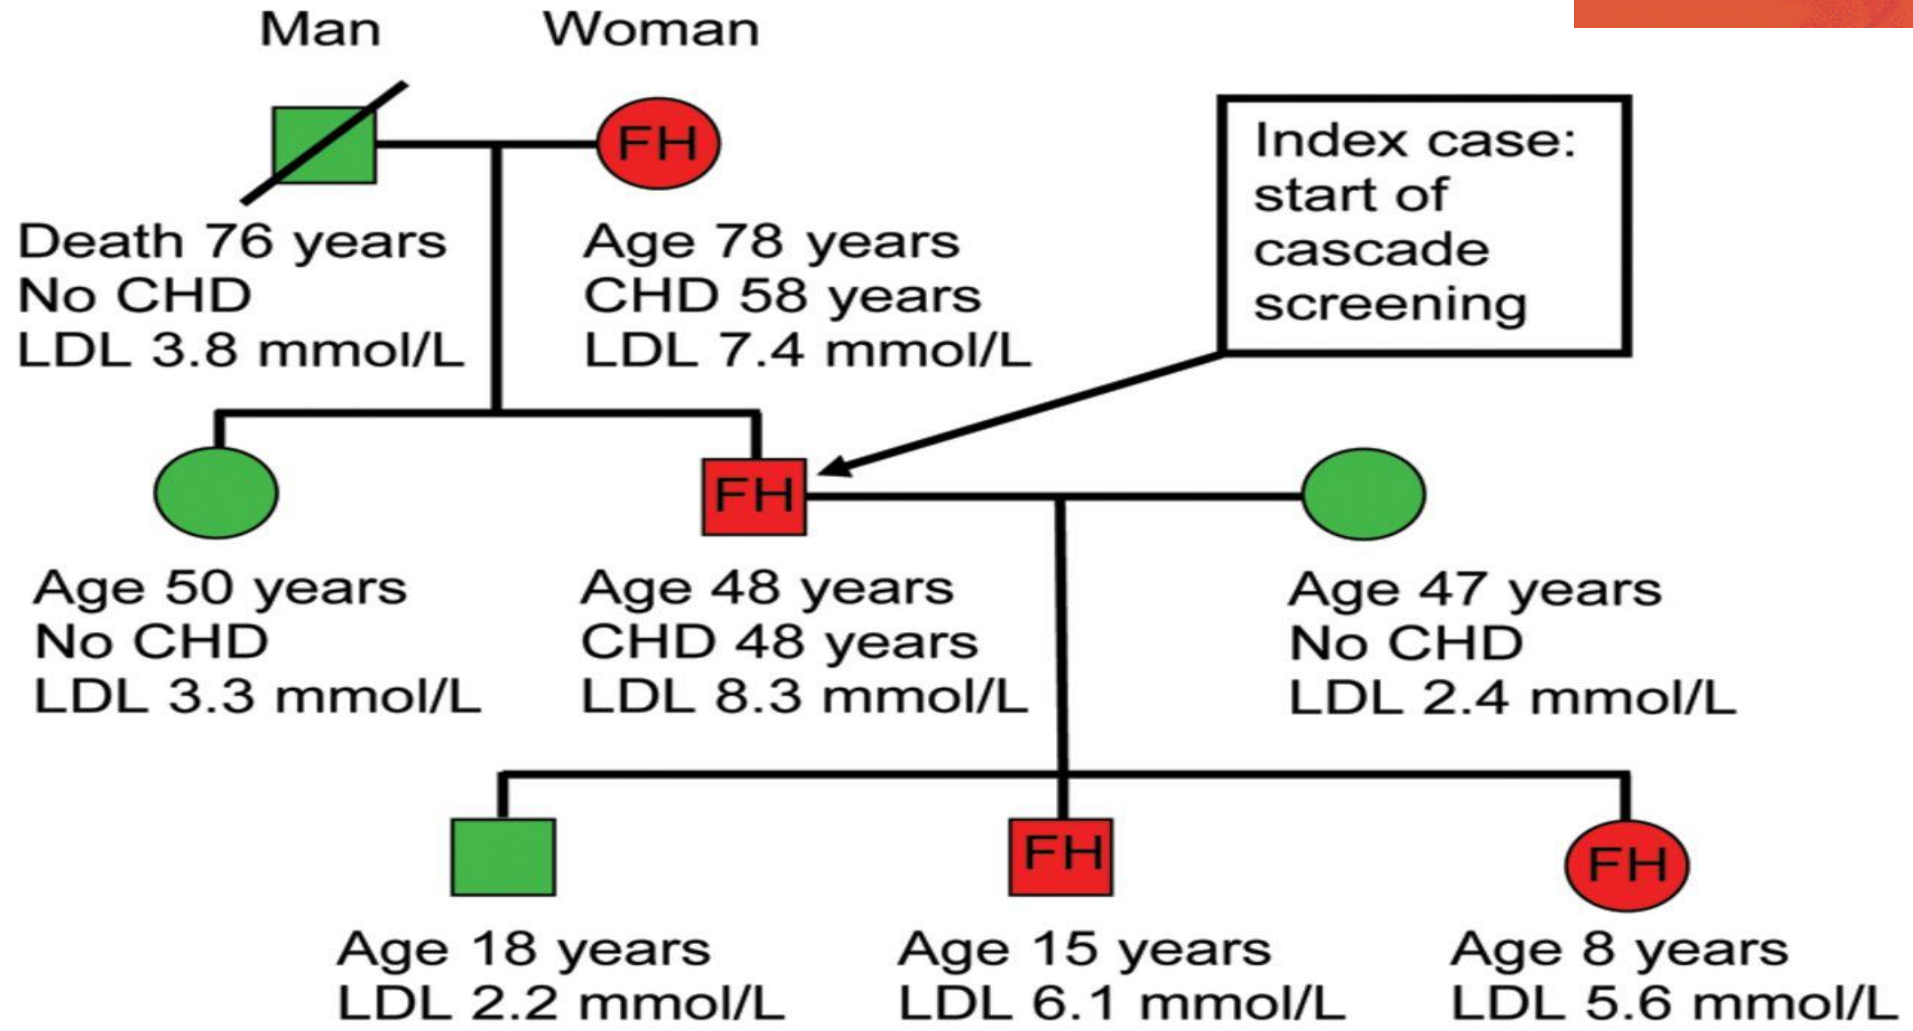 Man
Woman
FH
Death 76 years
No CHD
LDL 3.8 mmol/L
Age 78 years
CHD 58 years
LDL 7.4 mmol/L
Index case:
start of
cascade
screening
FH
Age 50 years
No CHD
LDL 3.3 mmol/L
Age 48 years
CHD 48 years
LDL 8.3 mmol/L
Age 47 years
No CHD
LDL 2.4 mmol/L
FH
FH
Age 18 years
LDL 2.2 mmol/L
Age 15 years
LDL 6.1 mmol/L
Age 8 years
LDL 5.6 mmol/L